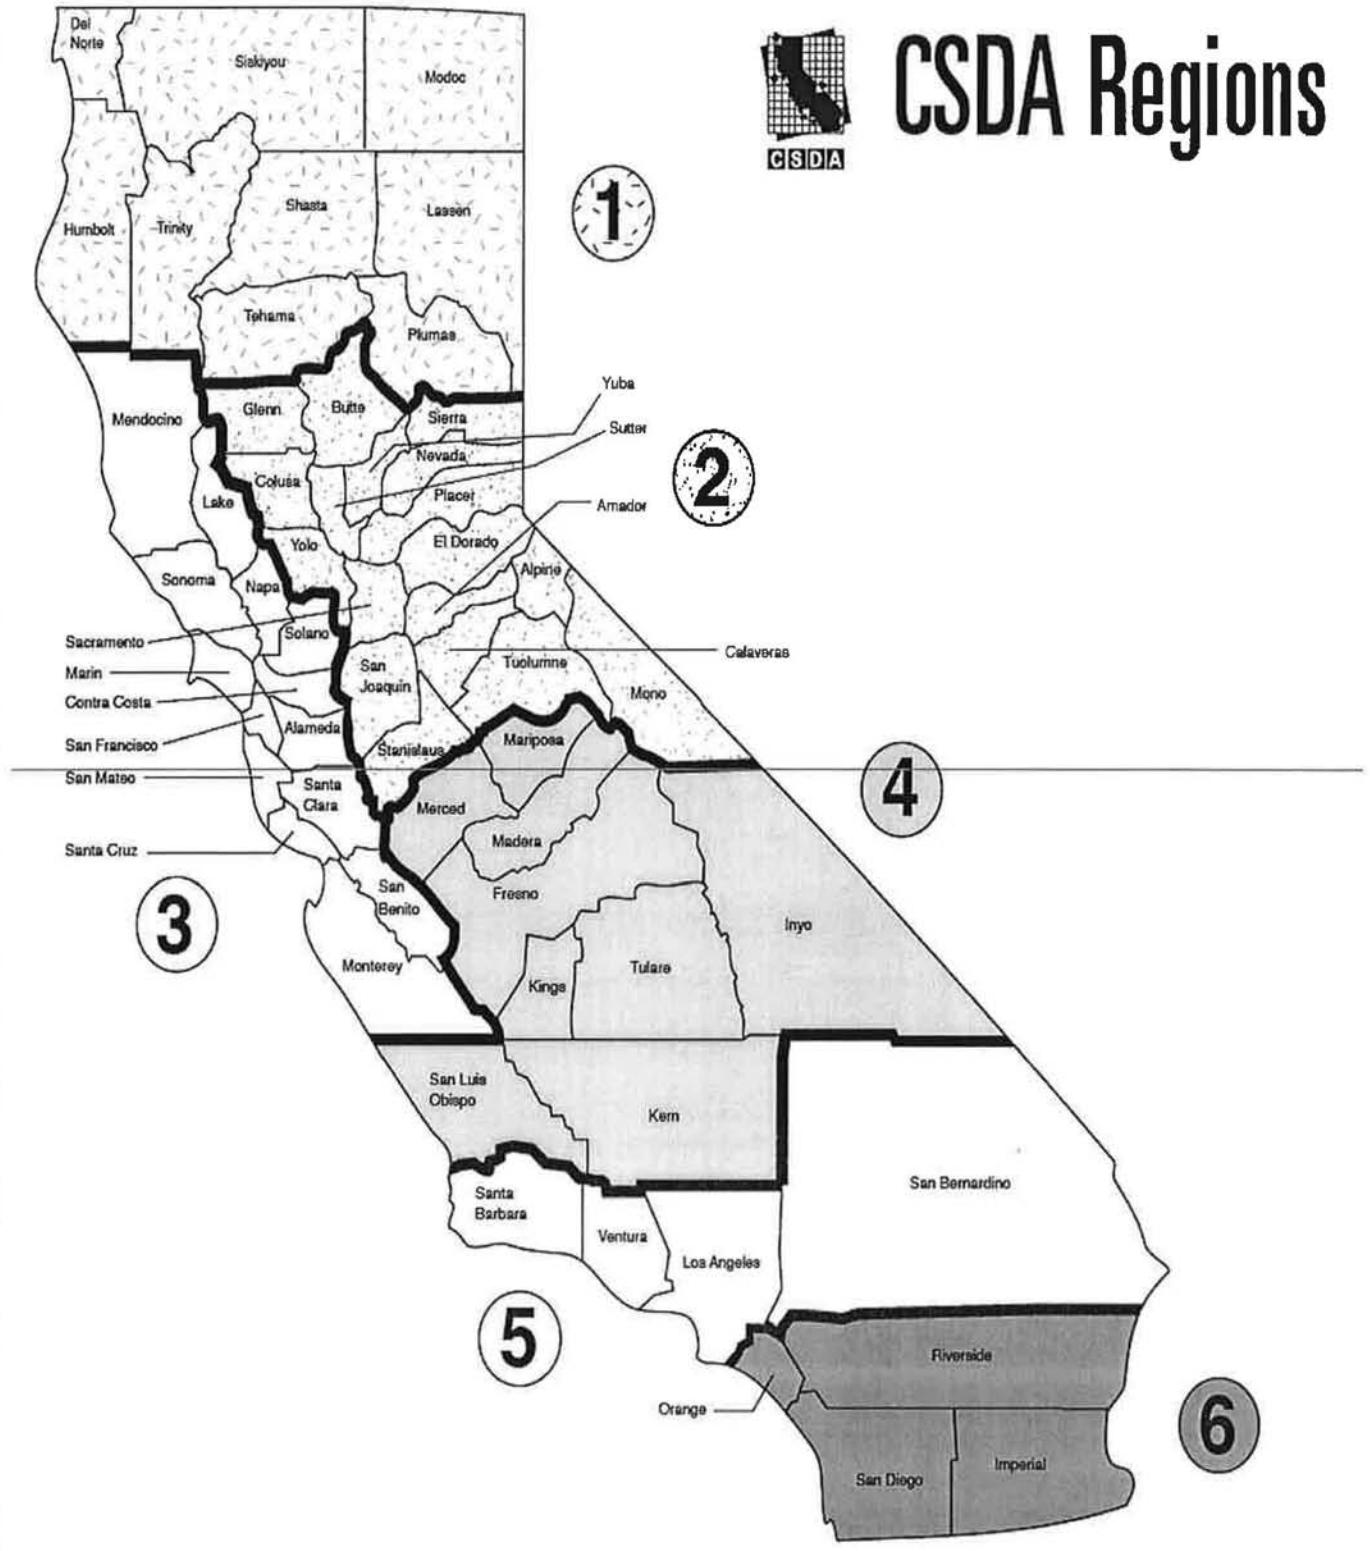 CSDA Regions
CSDA
Del
Norte
Siskiyou
Modoc
Humbolt
Trinity
Shasta
Lassen
1
Tehama
Plumas
Mendocino
Glenn
Butte
Sierra
Yuba
Sutter
Nevada
2
Colusa
Lake
Placer
Amador
Yolo
El Dorado
Alpine
Sonoma
Napa
Solano
Sacramento
Calaveras
Marin
San
Joaquin
Tuolumne
Mono
Contra Costa
Alameda
San Francisco
Stanislaus
Mariposa
4
San Mateo
Santa
Clara
Merced
Santa Cruz
Madera
3
San
Benito
Fresno
Inyo
Monterey
Kings
Tulare
San Luis
Obispo
Kern
San Bernardino
Santa
Barbara
Ventura
Los Angeles
5
Riverside
Orange
6
San Diego
Imperial